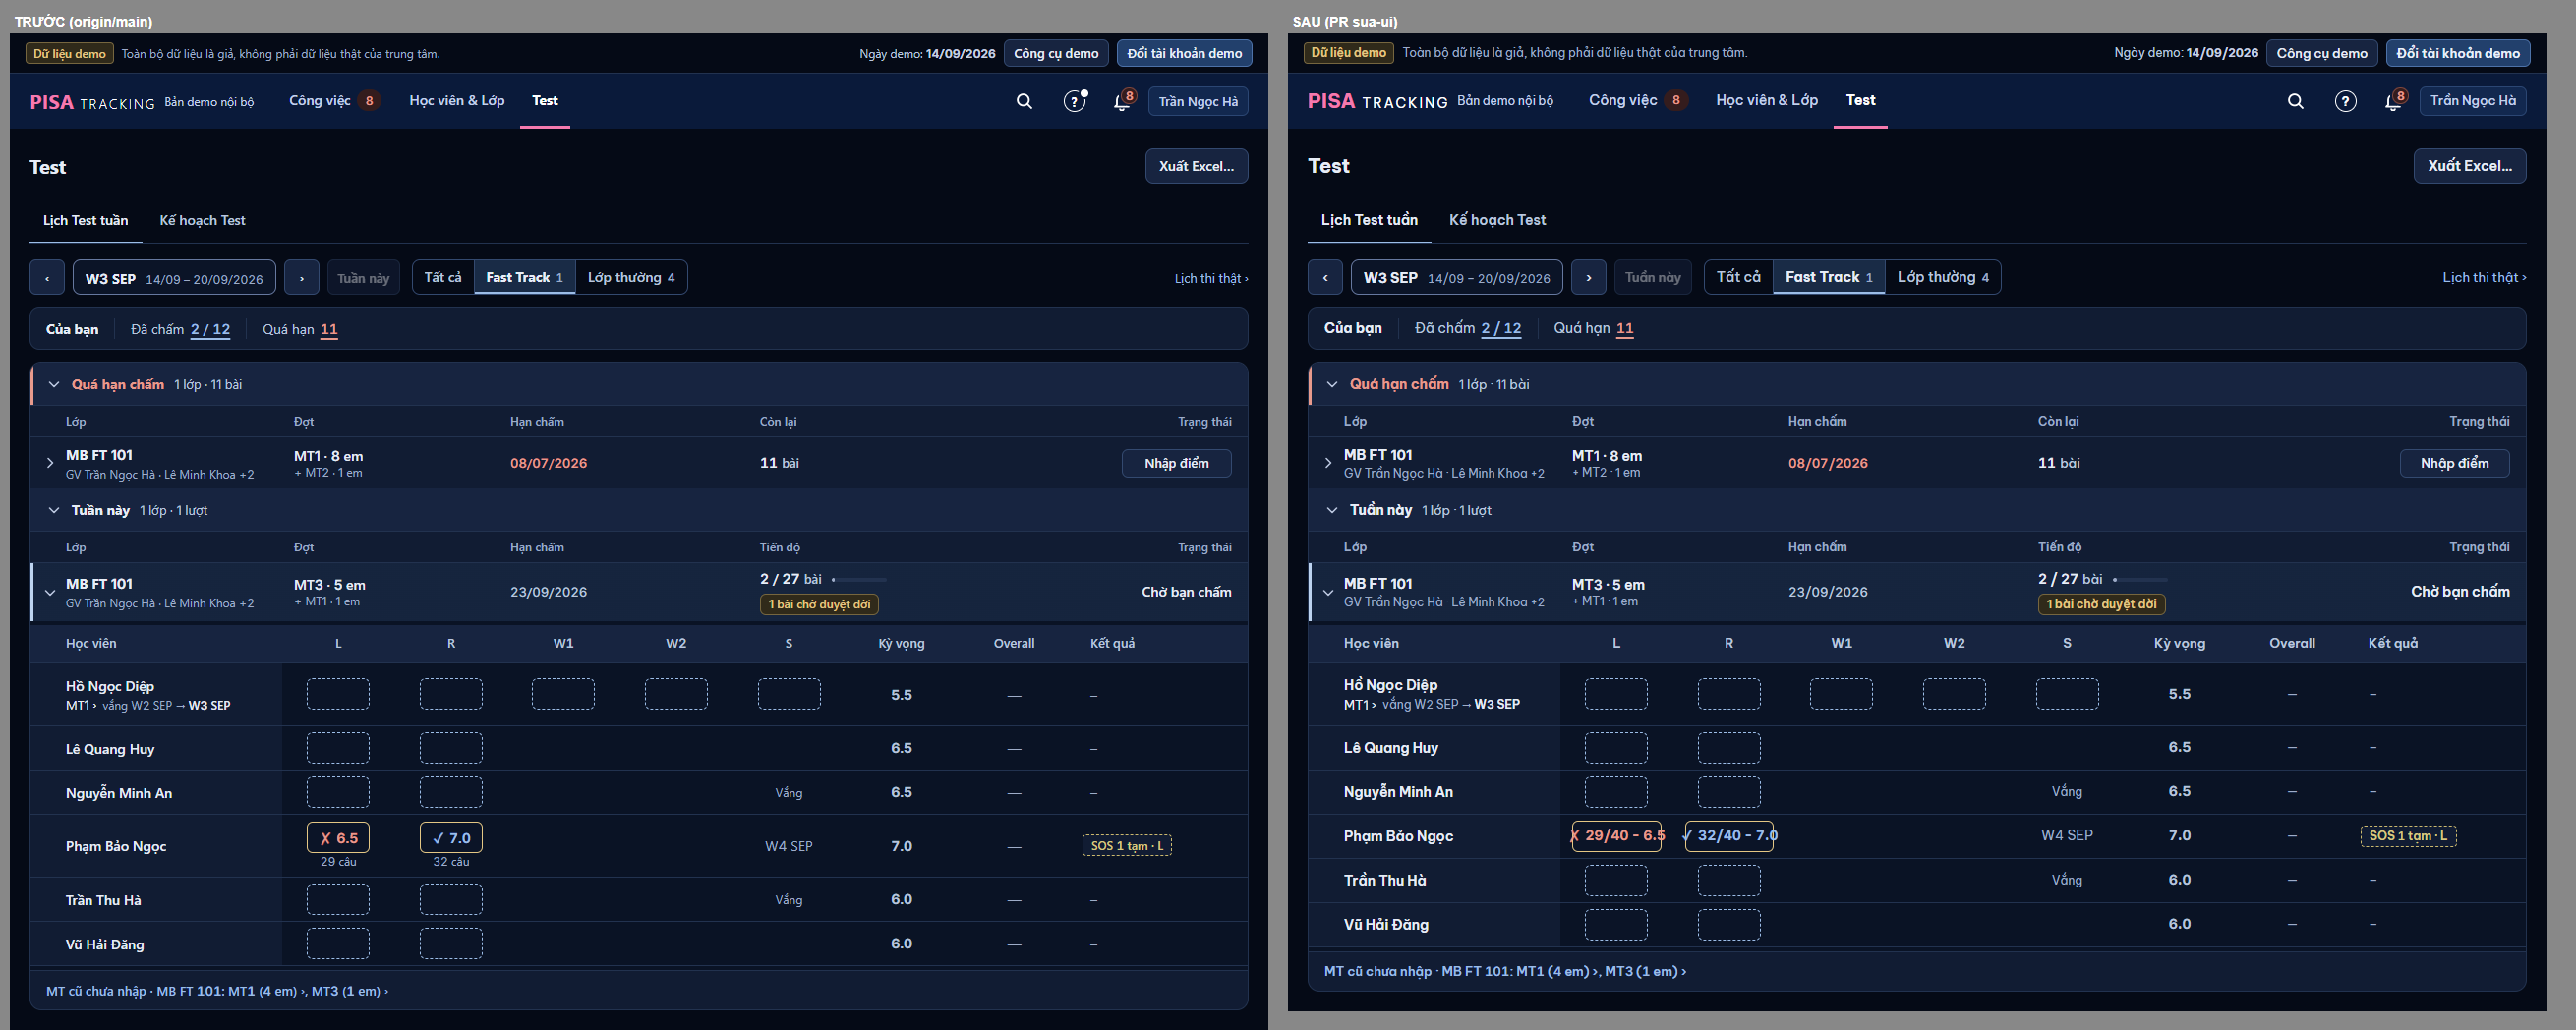 TRƯỚC (origin/main)
Dữ liệu demo Toàn bộ dữ liệu là giả, không phải dữ liệu thật của trung tâm. Ngày demo: 14/09/2026 Công cụ demo Đổi tài khoản demo
PISA TRACKING Bản demo nội bộ Công việc 8 Học viên & Lớp Test ? 8 Trần Ngọc Hà
Test Xuất Excel...
Lịch Test tuần Kế hoạch Test
‹ W3 SEP 14/09 – 20/09/2026 › Tuần này Tất cả Fast Track 1 Lớp thường 4 Lịch thi thật ›
Của bạn Đã chấm 2 / 12 Quá hạn 11
Quá hạn chấm 1 lớp · 11 bài
Lớp Đợt Hạn chấm Còn lại Trạng thái
MB FT 101 MT1 · 8 em 08/07/2026 11 bài Nhập điểm
GV Trần Ngọc Hà · Lê Minh Khoa +2 + MT2 · 1 em
Tuần này 1 lớp · 1 lượt
Lớp Đợt Hạn chấm Tiến độ Trạng thái
MB FT 101 MT3 · 5 em 23/09/2026 2 / 27 bài Chờ bạn chấm
GV Trần Ngọc Hà · Lê Minh Khoa +2 + MT1 · 1 em 1 bài chờ duyệt dời
Học viên L R W1 W2 S Kỳ vọng Overall Kết quả
Hồ Ngọc Diệp 5.5 — –
MT1 › vắng W2 SEP → W3 SEP
Lê Quang Huy 6.5 — –
Nguyễn Minh An Vắng 6.5 — –
Phạm Bảo Ngọc ✗ 6.5 ✓ 7.0 W4 SEP 7.0 — SOS 1 tạm · L
29 câu 32 câu
Trần Thu Hà Vắng 6.0 — –
Vũ Hải Đăng 6.0 — –
MT cũ chưa nhập · MB FT 101: MT1 (4 em) ›, MT3 (1 em) ›
SAU (PR sua-ui)
Dữ liệu demo Toàn bộ dữ liệu là giả, không phải dữ liệu thật của trung tâm. Ngày demo: 14/09/2026 Công cụ demo Đổi tài khoản demo
PISA TRACKING Bản demo nội bộ Công việc 8 Học viên & Lớp Test ? 8 Trần Ngọc Hà
Test Xuất Excel...
Lịch Test tuần Kế hoạch Test
‹ W3 SEP 14/09 – 20/09/2026 › Tuần này Tất cả Fast Track 1 Lớp thường 4 Lịch thi thật ›
Của bạn Đã chấm 2 / 12 Quá hạn 11
Quá hạn chấm 1 lớp · 11 bài
Lớp Đợt Hạn chấm Còn lại Trạng thái
MB FT 101 MT1 · 8 em 08/07/2026 11 bài Nhập điểm
GV Trần Ngọc Hà · Lê Minh Khoa +2 + MT2 · 1 em
Tuần này 1 lớp · 1 lượt
Lớp Đợt Hạn chấm Tiến độ Trạng thái
MB FT 101 MT3 · 5 em 23/09/2026 2 / 27 bài Chờ bạn chấm
GV Trần Ngọc Hà · Lê Minh Khoa +2 + MT1 · 1 em 1 bài chờ duyệt dời
Học viên L R W1 W2 S Kỳ vọng Overall Kết quả
Hồ Ngọc Diệp 5.5 — –
MT1 › vắng W2 SEP → W3 SEP
Lê Quang Huy 6.5 — –
Nguyễn Minh An Vắng 6.5 — –
Phạm Bảo Ngọc ✗ 29/40 - 6.5 ✓ 32/40 - 7.0 W4 SEP 7.0 — SOS 1 tạm · L
Trần Thu Hà Vắng 6.0 — –
Vũ Hải Đăng 6.0 — –
MT cũ chưa nhập · MB FT 101: MT1 (4 em) ›, MT3 (1 em) ›